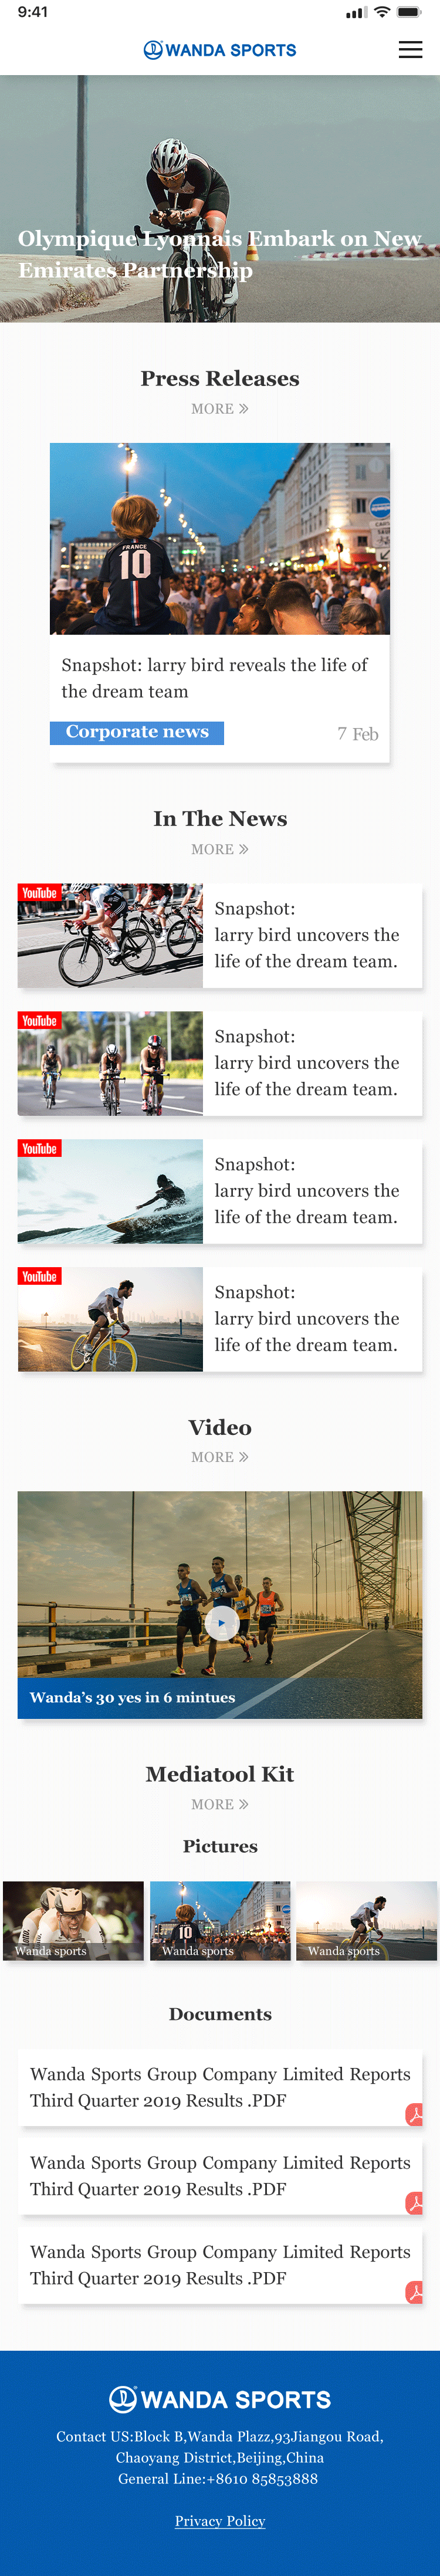 9:41
WANDA SPORTS
Olympique Lyonnais Embark on New
Emirates Partnership
Press Releases
MORE
FRANCE
10
Snapshot: larry bird reveals the life of
the dream team
Corporate news
7 Feb
In The News
MORE
YouTube
Snapshot:
larry bird uncovers the
life of the dream team.
YouTube
Snapshot:
larry bird uncovers the
life of the dream team.
YouTube
Snapshot:
larry bird uncovers the
life of the dream team.
YouTube
Snapshot:
larry bird uncovers the
life of the dream team.
Video
MORE
Wanda's 30 yes in 6 mintues
Mediatool Kit
MORE
Pictures
Wanda sports
10
Wanda sports
Wanda sports
Documents
Wanda Sports Group Company Limited Reports
Third Quarter 2019 Results .PDF
Wanda Sports Group Company Limited Reports
Third Quarter 2019 Results .PDF
Wanda Sports Group Company Limited Reports
Third Quarter 2019 Results .PDF
WANDA SPORTS
Contact US:Block B,Wanda Plazz,93Jiangou Road,
Chaoyang District,Beijing,China
General Line:+8610 85853888
Privacy Policy